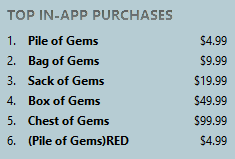 TOP IN-APP PURCHASES
1. Pile of Gems $4.99
2. Bag of Gems $9.99
3. Sack of Gems $19.99
4. Box of Gems $49.99
5. Chest of Gems $99.99
6. (Pile of Gems)RED $4.99